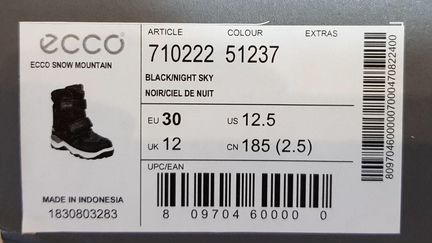 ecco
ECCO SNOW MOUNTAIN
MADE IN INDONESIA
1830803283
ARTICLE COLOUR EXTRAS
710222 51237
BLACK/NIGHT SKY
NOIR/CIEL DE NUIT
EU 30 US 12.5
UK 12 CN 185 (2.5)
UPC/EAN
8 09704 60000 0
8097046000007000470822400